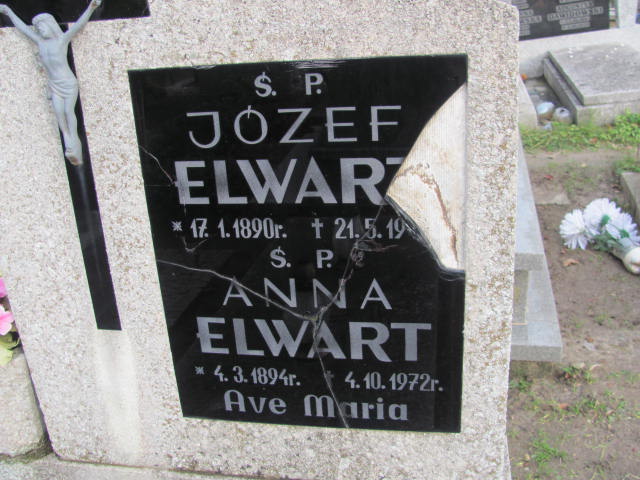 Ś. P.
JÓZEF
ELWART
* 17. 1. 1890r. † 21. 5.
Ś. P.
ANNA
ELWART
* 4. 3. 1894r. † 4. 10. 1972r.
Ave Maria